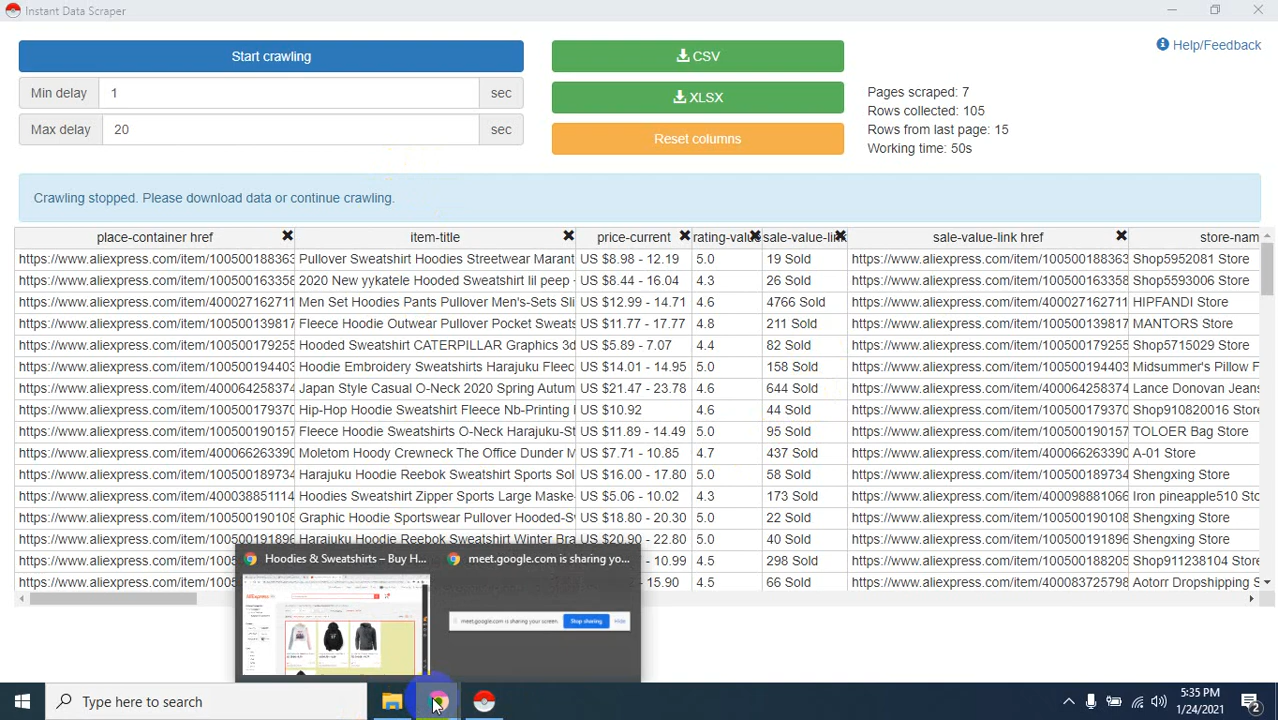 Instant Data Scraper
Start crawling
CSV
Help/Feedback
Min delay 1 sec
XLSX
Pages scraped: 7
Rows collected: 105
Max delay 20 sec
Reset columns
Rows from last page: 15
Working time: 50s
Crawling stopped. Please download data or continue crawling.
place-container href item-title price-current rating-value sale-value-link sale-value-link href store-nam
https://www.aliexpress.com/item/100500188363 Pullover Sweatshirt Hoodies Streetwear Marant US $8.98 - 12.19 5.0 19 Sold https://www.aliexpress.com/item/100500188363 Shop5952081 Store
https://www.aliexpress.com/item/100500163358 2020 New yykatele Hooded Sweatshirt lil peep - US $8.44 - 16.04 4.3 26 Sold https://www.aliexpress.com/item/100500163358 Shop5593006 Store
https://www.aliexpress.com/item/400027162711 Men Set Hoodies Pants Pullover Men's-Sets Sli US $12.99 - 14.71 4.6 4766 Sold https://www.aliexpress.com/item/400027162711 HIPFANDI Store
https://www.aliexpress.com/item/100500139817 Fleece Hoodie Outwear Pullover Pocket Sweats US $11.77 - 17.77 4.8 211 Sold https://www.aliexpress.com/item/100500139817 MANTORS Store
https://www.aliexpress.com/item/100500179255 Hooded Sweatshirt CATERPILLAR Graphics 3d US $5.89 - 7.07 4.4 82 Sold https://www.aliexpress.com/item/100500179255 Shop5715029 Store
https://www.aliexpress.com/item/100500194403 Hoodie Embroidery Sweatshirts Harajuku Fleec US $14.01 - 14.95 5.0 158 Sold https://www.aliexpress.com/item/100500194403 Midsummer's Pillow F
https://www.aliexpress.com/item/400064258374 Japan Style Casual O-Neck 2020 Spring Autum US $21.47 - 23.78 4.6 644 Sold https://www.aliexpress.com/item/400064258374 Lance Donovan Jeans
https://www.aliexpress.com/item/100500179370 Hip-Hop Hoodie Sweatshirt Fleece Nb-Printing US $10.92 4.6 44 Sold https://www.aliexpress.com/item/100500179370 Shop910820016 Store
https://www.aliexpress.com/item/100500190157 Fleece Hoodie Sweatshirts O-Neck Harajuku-St US $11.89 - 14.49 5.0 95 Sold https://www.aliexpress.com/item/100500190157 TOLOER Bag Store
https://www.aliexpress.com/item/400066263390 Moletom Hoody Crewneck The Office Dunder M US $7.71 - 10.85 4.7 437 Sold https://www.aliexpress.com/item/400066263390 A-01 Store
https://www.aliexpress.com/item/100500189734 Harajuku Hoodie Reebok Sweatshirt Sports Sol US $16.00 - 17.80 5.0 58 Sold https://www.aliexpress.com/item/100500189734 Shengxing Store
https://www.aliexpress.com/item/400038851114 Hoodies Sweatshirt Zipper Sports Large Maske US $5.06 - 10.02 4.3 173 Sold https://www.aliexpress.com/item/400098881066 Iron pineapple510 Sto
https://www.aliexpress.com/item/100500190108 Graphic Hoodie Sportswear Pullover Hooded-Sv US $18.80 - 20.30 5.0 22 Sold https://www.aliexpress.com/item/100500190108 Shengxing Store
https://www.aliexpress.com/item/100500191898 Harajuku Hoodie Reebok Sweatshirt Winter Bra US $20.90 - 22.80 5.0 40 Sold https://www.aliexpress.com/item/100500191898 Shengxing Store
- 10.99 4.5 298 Sold https://www.aliexpress.com/item/100500188205 Shop911238104 Store
- 15.90 4.5 66 Sold https://www.aliexpress.com/item/400083725798 Aotorr Dropshipping S
Hoodies & Sweatshirts – Buy H...
meet.google.com is sharing yo...
meet.google.com is sharing your screen. Stop sharing Hide
Type here to search
5:35 PM
1/24/2021
2